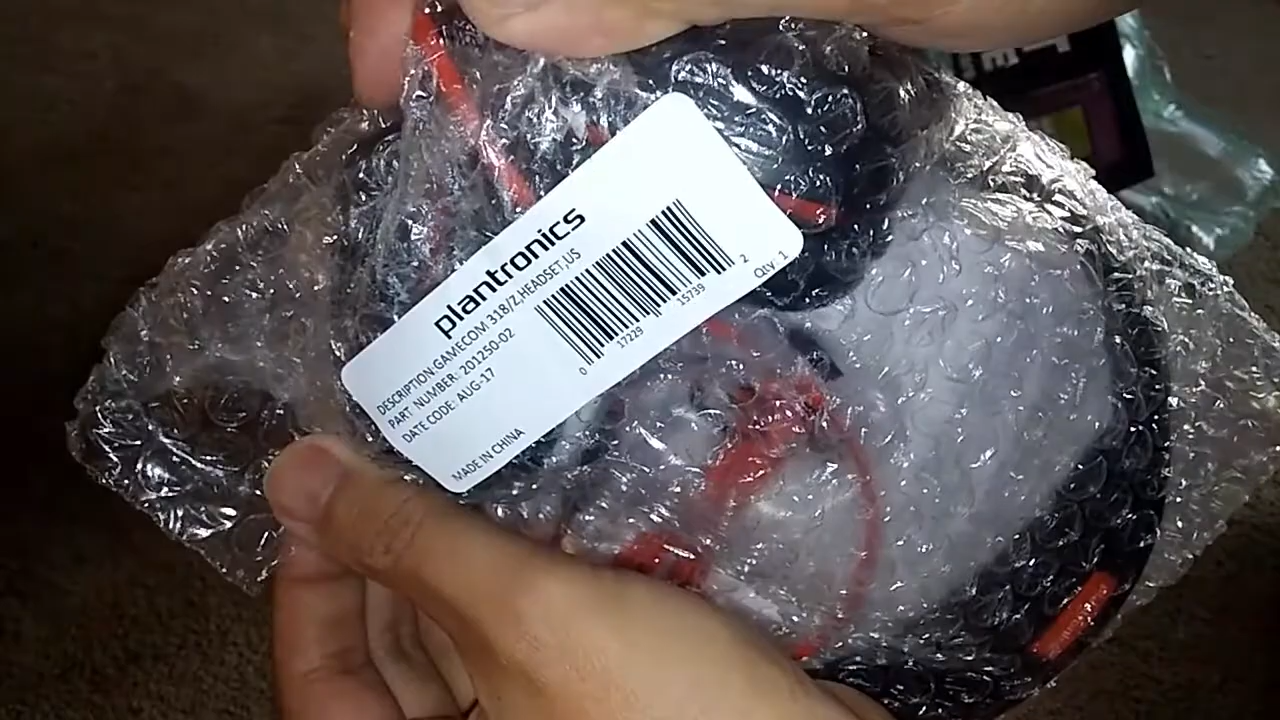 plantronics
DESCRIPTION:GAMECOM 318/Z,HEADSET,US
PART NUMBER: 201250-02
DATE CODE: AUG-17
MADE IN CHINA
0 17229 15739 2
Qty: 1